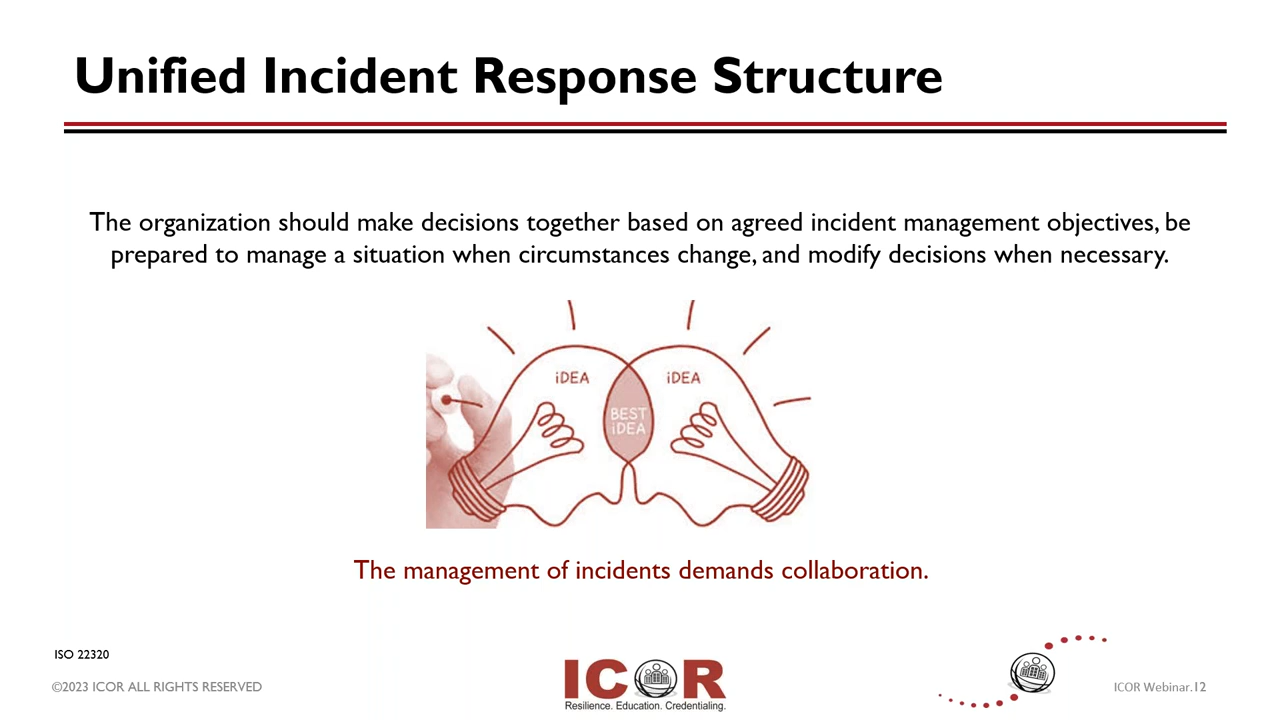 Unified Incident Response Structure
The organization should make decisions together based on agreed incident management objectives, be
prepared to manage a situation when circumstances change, and modify decisions when necessary.
iDEA
iDEA
BEST
iDEA
The management of incidents demands collaboration.
ISO 22320
©2023 ICOR ALL RIGHTS RESERVED
ICOR
Resilience. Education. Credentialing.
ICOR Webinar.12